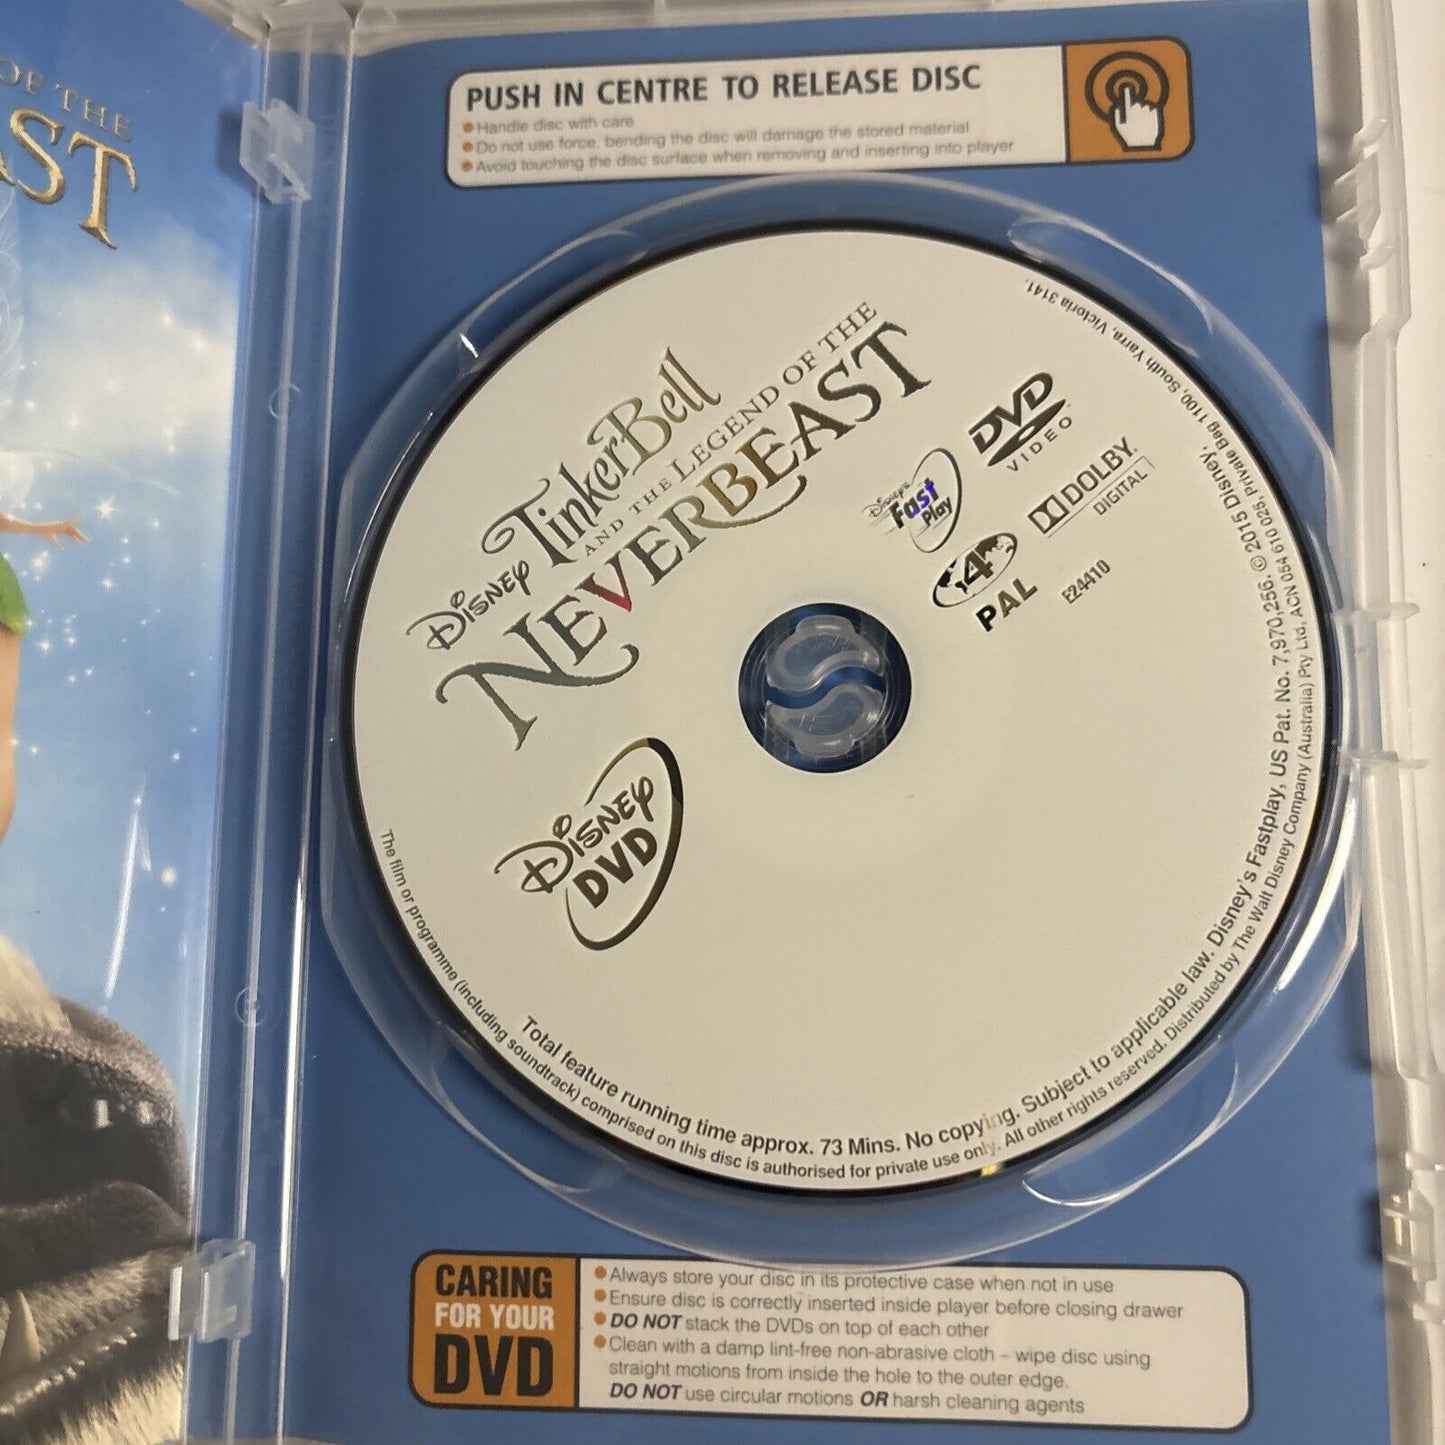 OF THE
AST
PUSH IN CENTRE TO RELEASE DISC
Handle disc with care
Do not use force, bending the disc will damage the stored material
Avoid touching the disc surface when removing and inserting into player
Disney
TinkerBell
AND THE LEGEND OF THE
NEVERBEAST
Disney's
Fast
Play
DVD
VIDEO
DOLBY
DIGITAL
4
PAL
E24410
Disney
DVD
Total feature running time approx. 73 Mins. No copying. Subject to applicable law. Disney's Fastplay, US Pat. No. 7,970,256. © 2015 Disney.
The film or programme (including soundtrack) comprised on this disc is authorised for private use only. All other rights reserved. Distributed by The Walt Disney Company (Australia) Pty Ltd, ACN 054 610 025, Private Bag 1100, South Yarra, Victoria 3141.
CARING
FOR YOUR
DVD
Always store your disc in its protective case when not in use
Ensure disc is correctly inserted inside player before closing drawer
DO NOT stack the DVDs on top of each other
Clean with a damp lint-free non-abrasive cloth – wipe disc using
straight motions from inside the hole to the outer edge.
DO NOT use circular motions OR harsh cleaning agents